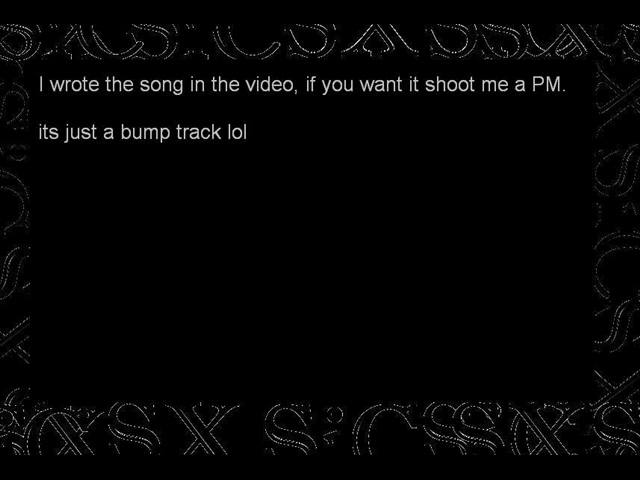 I wrote the song in the video, if you want it shoot me a PM.
its just a bump track lol